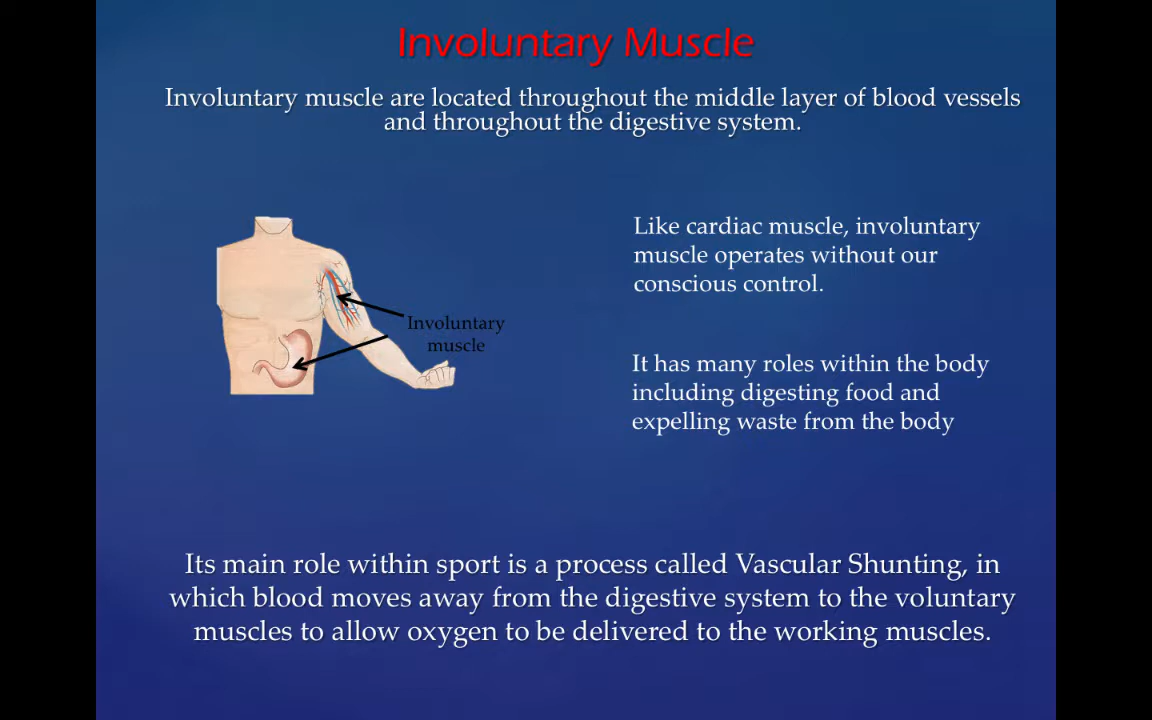 Involuntary Muscle
Involuntary muscle are located throughout the middle layer of blood vessels
and throughout the digestive system.
Like cardiac muscle, involuntary
muscle operates without our
conscious control.
Involuntary
muscle
It has many roles within the body
including digesting food and
expelling waste from the body
Its main role within sport is a process called Vascular Shunting, in
which blood moves away from the digestive system to the voluntary
muscles to allow oxygen to be delivered to the working muscles.